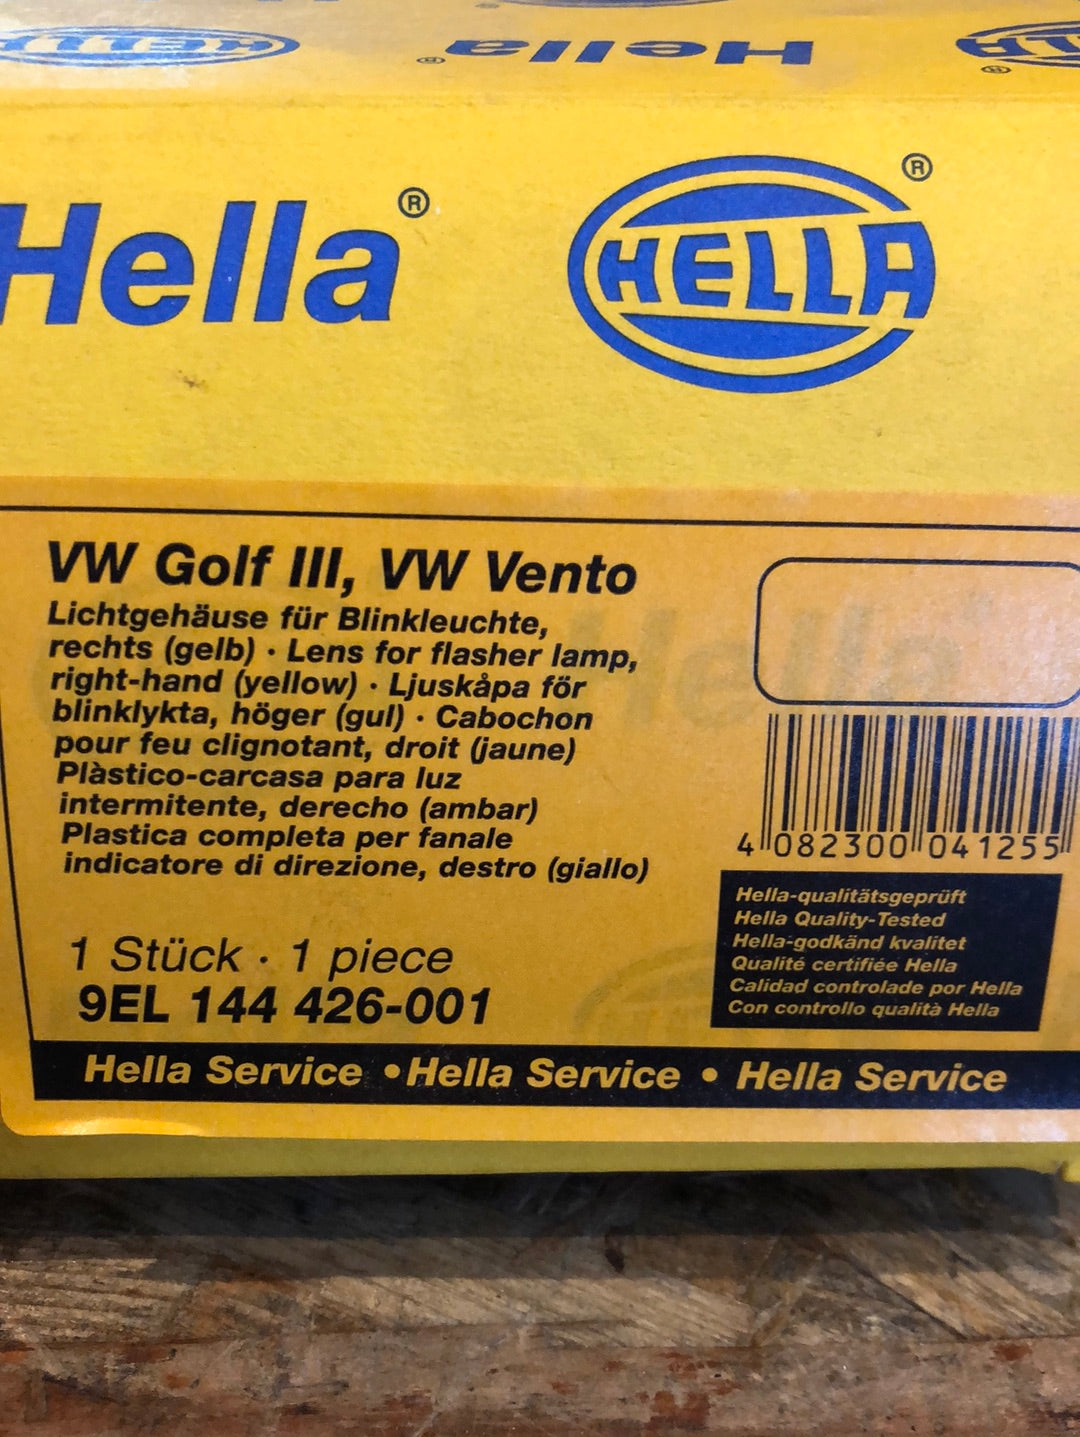 HELLA
Hella®
Hella®
HELLA®
VW Golf III, VW Vento
Lichtgehäuse für Blinkleuchte,
rechts (gelb) · Lens for flasher lamp,
right-hand (yellow) · Ljuskåpa för
blinklykta, höger (gul) · Cabochon
pour feu clignotant, droit (jaune)
Plàstico-carcasa para luz
intermitente, derecho (ambar)
Plastica completa per fanale
indicatore di direzione, destro (giallo)
1 Stück · 1 piece
9EL 144 426-001
4 082300 041255
Hella-qualitätsgeprüft
Hella Quality-Tested
Hella-godkänd kvalitet
Qualité certifiée Hella
Calidad controlade por Hella
Con controllo qualità Hella
Hella Service • Hella Service • Hella Service